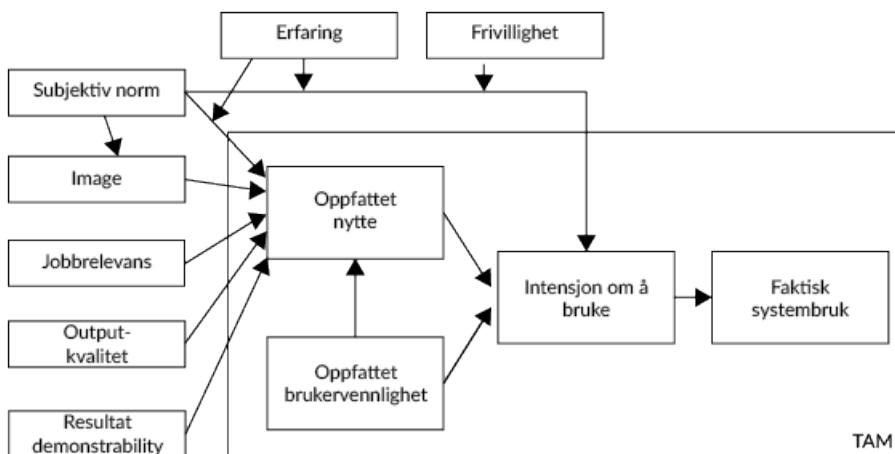 Erfaring
Frivillighet
Subjektiv norm
Image
Oppfattet
nytte
Jobbrelevans
Intensjon om å
bruke
Faktisk
systembruk
Output-
kvalitet
Oppfattet
brukervennlighet
Resultat
demonstrability
TAM